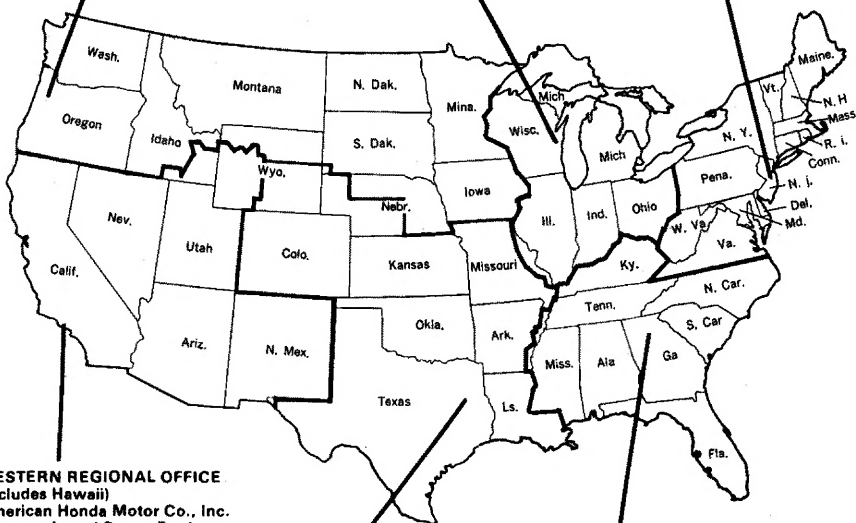 Wash.
Montana
N. Dak.
Mina.
Mich
Maine.
Vt.
N. H
Mass
Oregon
Idaho
S. Dak.
Wisc.
Mich
N. Y.
R. i.
Conn.
Wyo.
Iowa
Pena.
N. j.
Nebr.
Ill.
Ind.
Ohio
Del.
Md.
Nev.
Utah
Colo.
Kansas
Missouri
W. Va
Va.
Ky.
Calif.
N. Car.
Tenn.
Ariz.
N. Mex.
Okla.
Ark.
S. Car
Miss.
Ala
Ga
Texas
Ls.
Fla.
ESTERN REGIONAL OFFICE
cludes Hawaii)
merican Honda Motor Co., Inc.